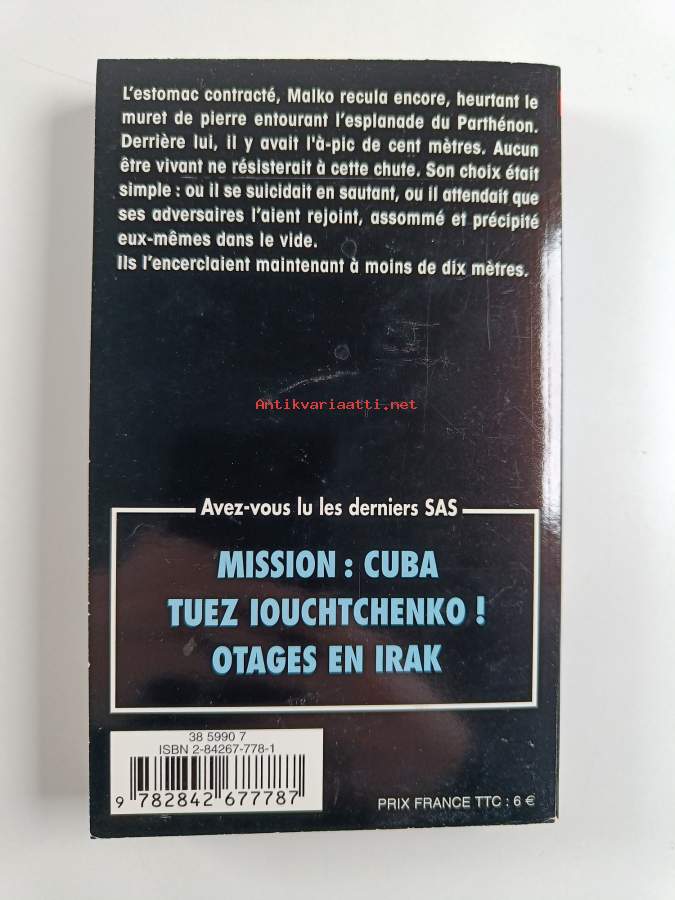 L'estomac contracté, Malko recula encore, heurtant le
muret de pierre entourant l'esplanade du Parthénon.
Derrière lui, il y avait l'à-pic de cent mètres. Aucun
être vivant ne résisterait à cette chute. Son choix était
simple : ou il se suicidait en sautant, ou il attendait que
ses adversaires l'aient rejoint, assommé et précipité
eux-mêmes dans le vide.
Ils l'encerclaient maintenant à moins de dix mètres.
Antikvariaatti.net
Avez-vous lu les derniers SAS
MISSION : CUBA
TUEZ IOUCHTCHENKO !
OTAGES EN IRAK
38 5990 7
ISBN 2-84267-778-1
9 782842 677787
PRIX FRANCE TTC : 6 €